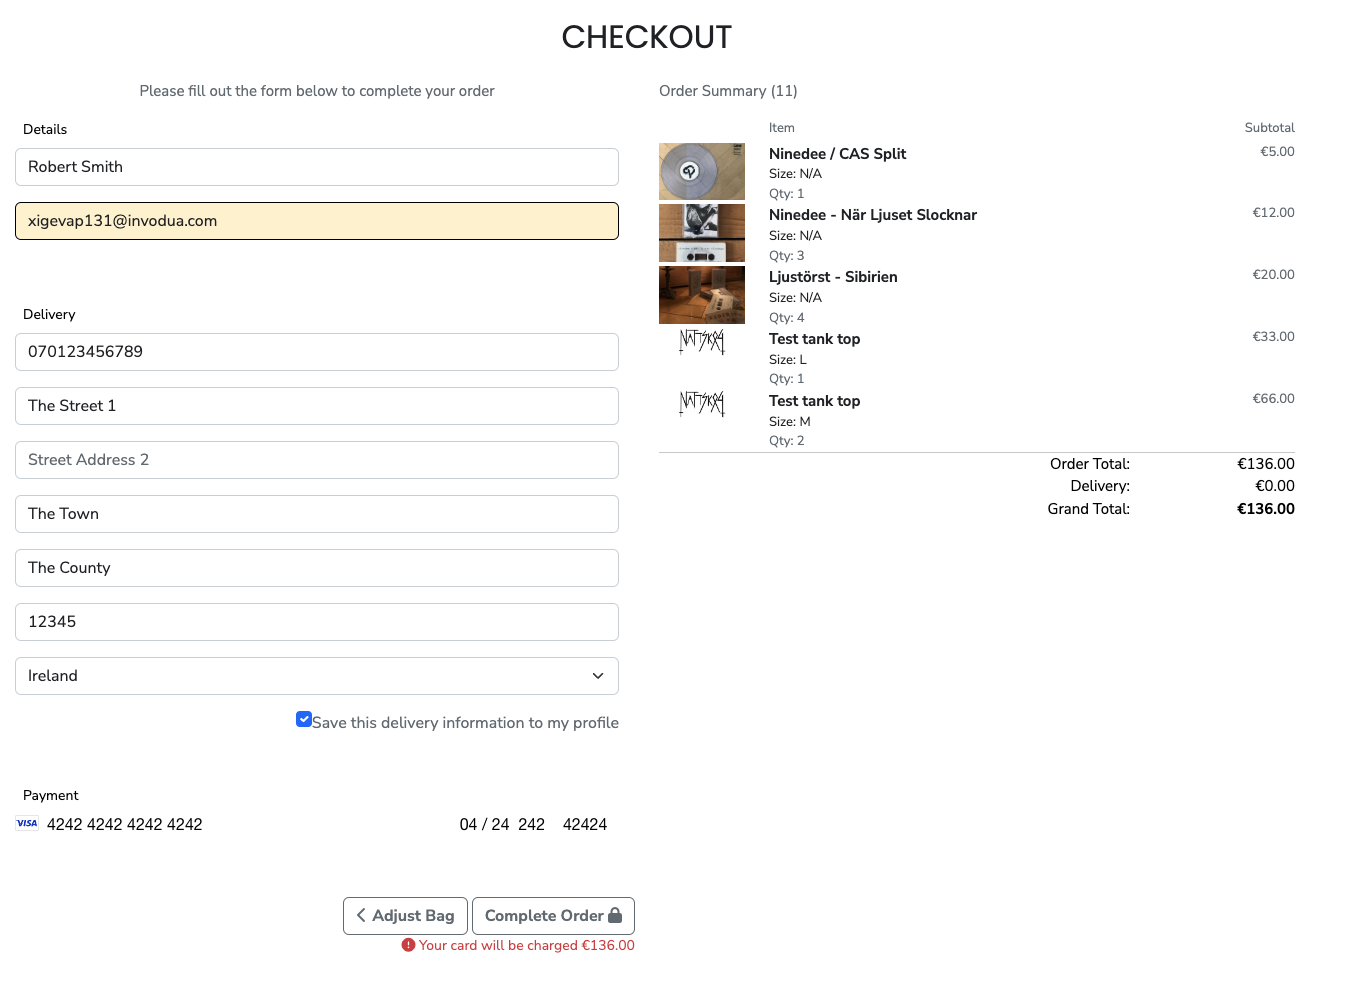 CHECKOUT
Please fill out the form below to complete your order
Details
Robert Smith
xigevap131@invodua.com
Delivery
070123456789
The Street 1
Street Address 2
The Town
The County
12345
Ireland
Save this delivery information to my profile
Payment
VISA 4242 4242 4242 4242 04 / 24 242 42424
Adjust Bag
Complete Order
Your card will be charged €136.00
Order Summary (11)
Item Subtotal
Ninedee / CAS Split €5.00
Size: N/A
Qty: 1
Ninedee - När Ljuset Slocknar €12.00
Size: N/A
Qty: 3
Ljustörst - Sibirien €20.00
Size: N/A
Qty: 4
Test tank top €33.00
Size: L
Qty: 1
Test tank top €66.00
Size: M
Qty: 2
Order Total: €136.00
Delivery: €0.00
Grand Total: €136.00